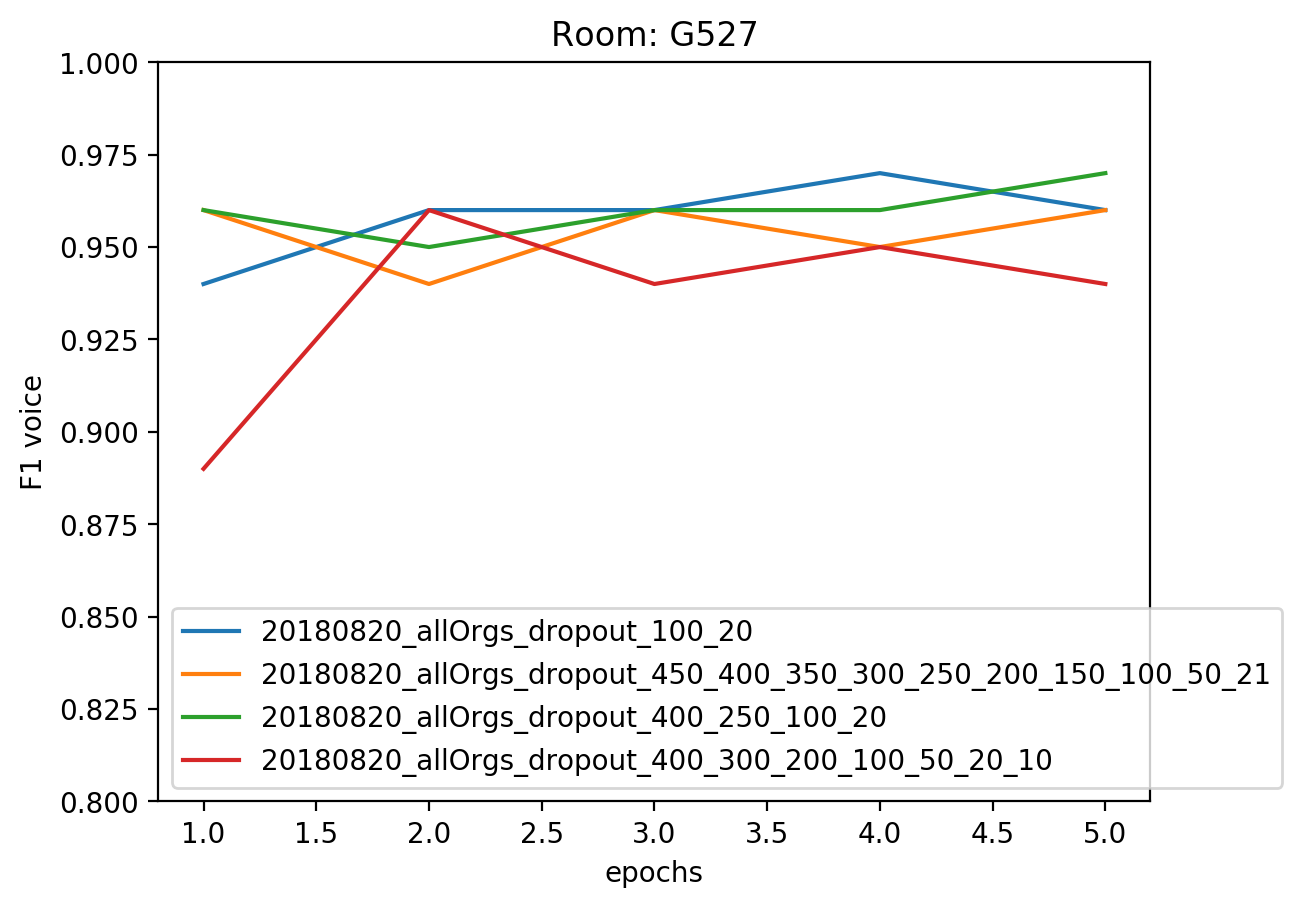 Room: G527
1.000
0.975
0.950
0.925
0.900
0.875
0.850
0.825
0.800
F1 voice
20180820_allOrgs_dropout_100_20
20180820_allOrgs_dropout_450_400_350_300_250_200_150_100_50_21
20180820_allOrgs_dropout_400_250_100_20
20180820_allOrgs_dropout_400_300_200_100_50_20_10
1.0 1.5 2.0 2.5 3.0 3.5 4.0 4.5 5.0
epochs